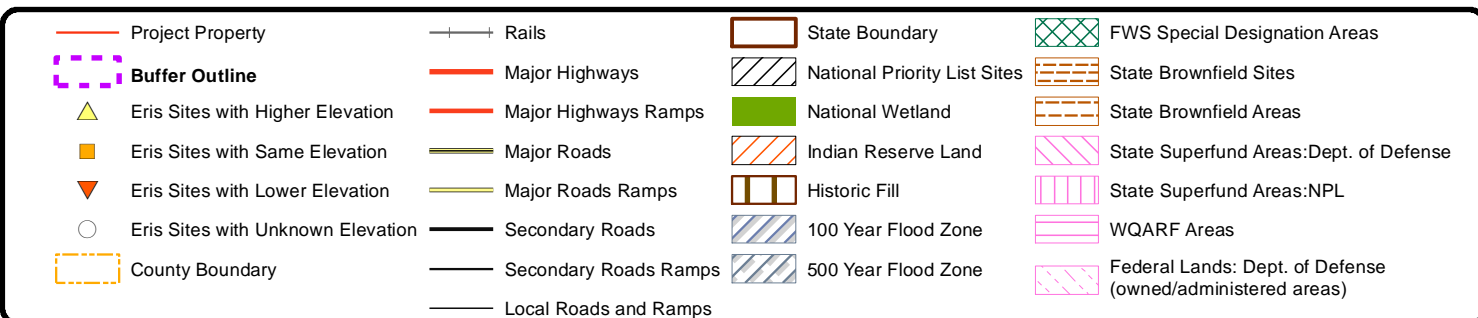 Project Property
Buffer Outline
Eris Sites with Higher Elevation
Eris Sites with Same Elevation
Eris Sites with Lower Elevation
Eris Sites with Unknown Elevation
County Boundary
Rails
Major Highways
Major Highways Ramps
Major Roads
Major Roads Ramps
Secondary Roads
Secondary Roads Ramps
Local Roads and Ramps
State Boundary
National Priority List Sites
National Wetland
Indian Reserve Land
Historic Fill
100 Year Flood Zone
500 Year Flood Zone
FWS Special Designation Areas
State Brownfield Sites
State Brownfield Areas
State Superfund Areas:Dept. of Defense
State Superfund Areas:NPL
WQARF Areas
Federal Lands: Dept. of Defense
(owned/administered areas)